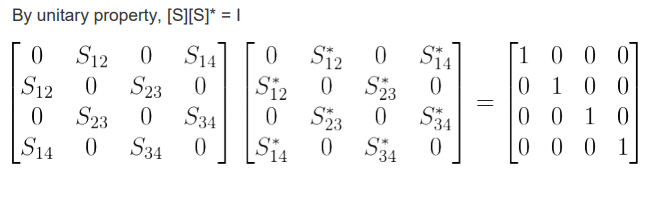 By unitary property, [S][S]* = I
[0 S12 0 S14] [0 S*12 0 S*14] [1 0 0 0]
[S12 0 S23 0] [S*12 0 S*23 0] = [0 1 0 0]
[0 S23 0 S34] [0 S*23 0 S*34] [0 0 1 0]
[S14 0 S34 0] [S*14 0 S*34 0] [0 0 0 1]